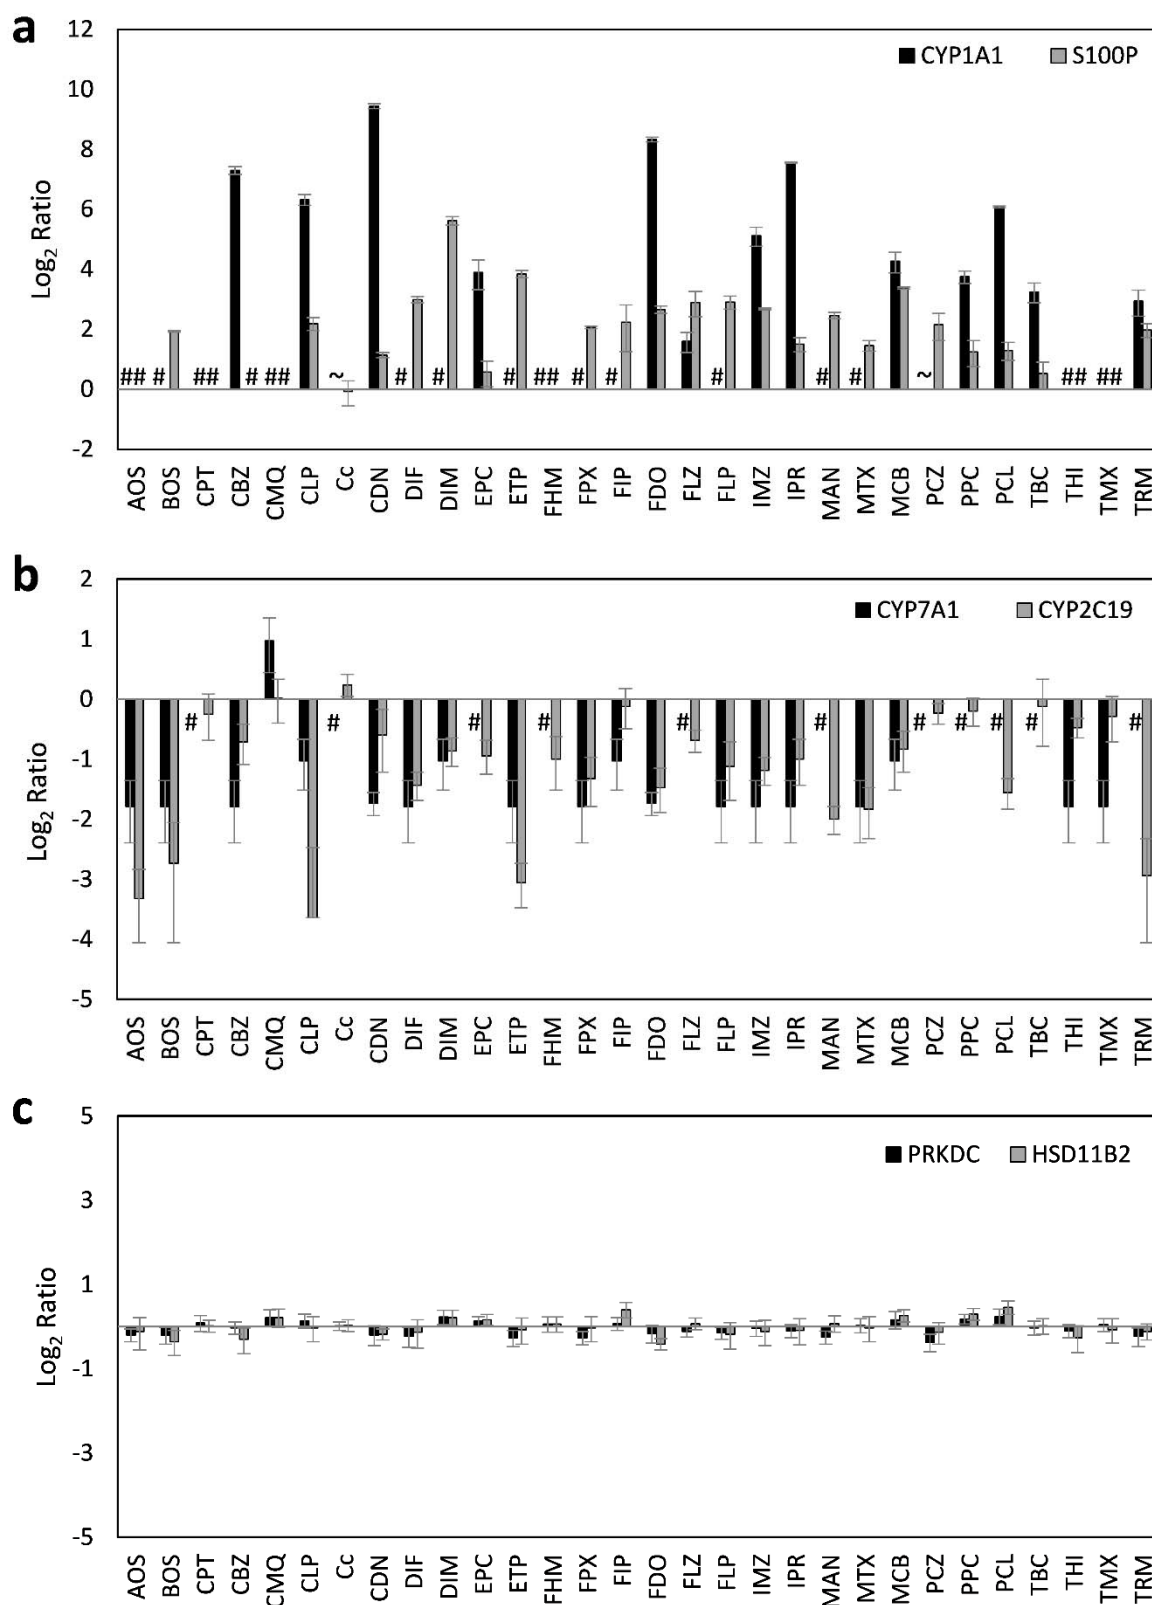 a
12
10
8
6
4
2
0
-2
Log2 Ratio
CYP1A1 S100P
## # ## # ## ~ # # # ## # # # # # ~ ## ##
AOS BOS CPT CBZ CMQ CLP Cc CDN DIF DIM EPC ETP FHM FPX FIP FDO FLZ FLP IMZ IPR MAN MTX MCB PCZ PPC PCL TBC THI TMX TRM
b
2
1
0
-1
-2
-3
-4
-5
Log2 Ratio
CYP7A1 CYP2C19
# # # # # # # # # # #
AOS BOS CPT CBZ CMQ CLP Cc CDN DIF DIM EPC ETP FHM FPX FIP FDO FLZ FLP IMZ IPR MAN MTX MCB PCZ PPC PCL TBC THI TMX TRM
c
5
3
1
-1
-3
-5
Log2 Ratio
PRKDC HSD11B2
AOS BOS CPT CBZ CMQ CLP Cc CDN DIF DIM EPC ETP FHM FPX FIP FDO FLZ FLP IMZ IPR MAN MTX MCB PCZ PPC PCL TBC THI TMX TRM